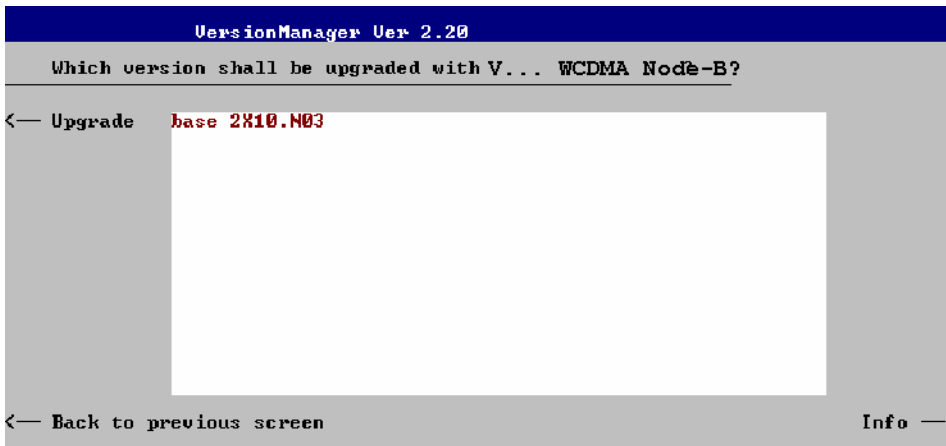 VersionManager Ver 2.20
Which version shall be upgraded with V... WCDMA Node-B?
<— Upgrade base 2X10.N03
<— Back to previous screen Info —